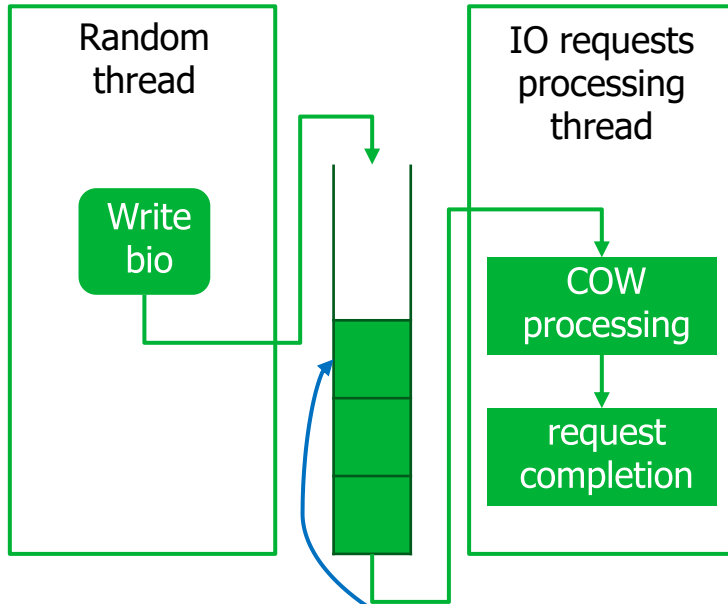 Random
thread
Write
bio
IO requests
processing
thread
COW
processing
request
completion